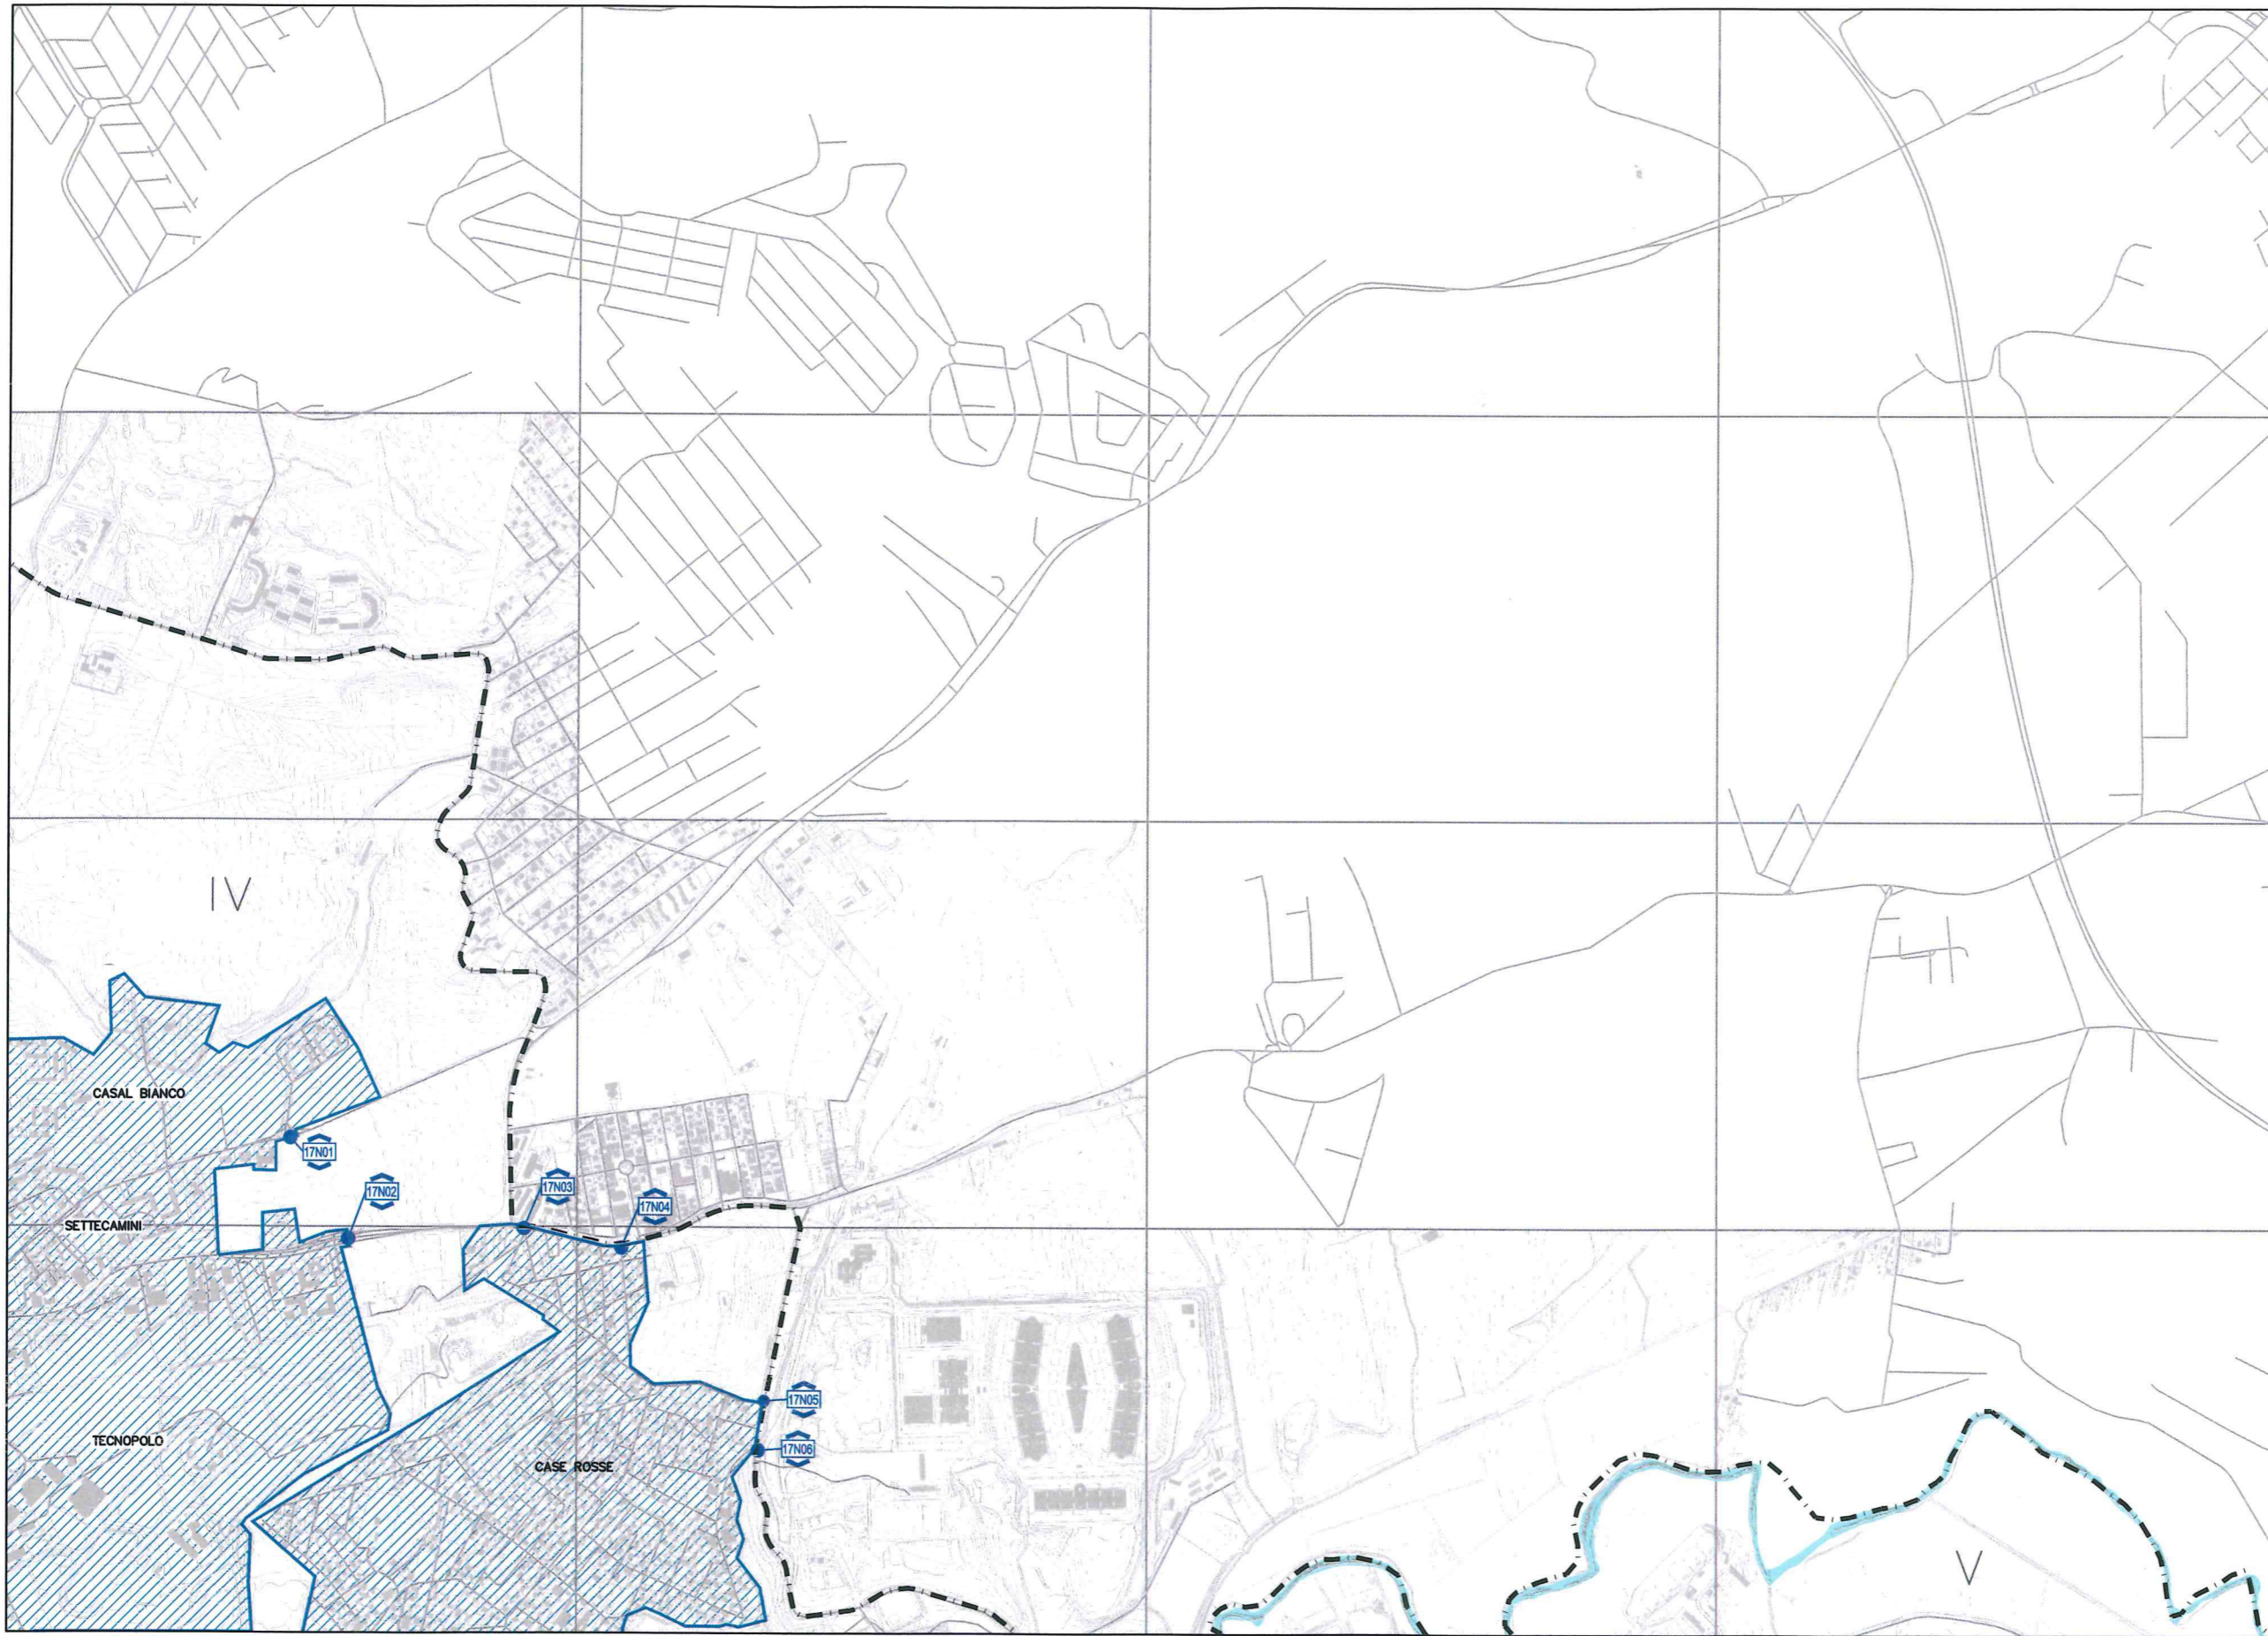 IV
CASAL BIANCO
17N01
17N02
17N03
17N04
SETTECAMINI
17N05
TECNOPOLO
17N06
CASE ROSSE
V